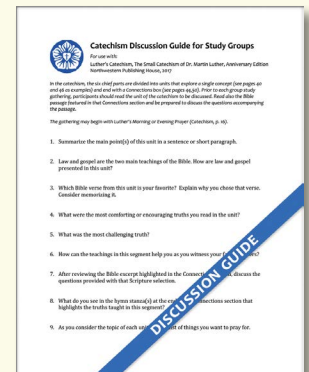 Catechism Discussion Guide for Study Groups
For use with:
Luther's Catechism, The Small Catechism of Dr. Martin Luther, Anniversary Edition
Northwestern Publishing House, 2017
In the catechism, the six chief parts are divided into units that explore a single concept (see pages 40
and 46 as examples) and end with a Connections box (see pages 44,50). Prior to each group study
gathering, participants should read the unit of the catechism to be discussed. Read also the Bible
passage featured in that Connections section and be prepared to discuss the questions accompanying
the passage.
The gathering may begin with Luther's Morning or Evening Prayer (Catechism, p. 16).
1. Summarize the main point(s) of this unit in a sentence or short paragraph.
2. Law and gospel are the two main teachings of the Bible. How are law and gospel
presented in this unit?
3. Which Bible verse from this unit is your favorite? Explain why you chose that verse.
Consider memorizing it.
4. What were the most comforting or encouraging truths you read in the unit?
5. What was the most challenging truth?
6. How can the teachings in this segment help you as you witness your
7. After reviewing the Bible excerpt highlighted in the discuss the
questions provided with that Scripture selection.
8. What do you see in the hymn stanza(s) at the section that
highlights the truths taught in this segment?
9. As you consider the topic of each of things you want to pray for.
DISCUSSION GUIDE